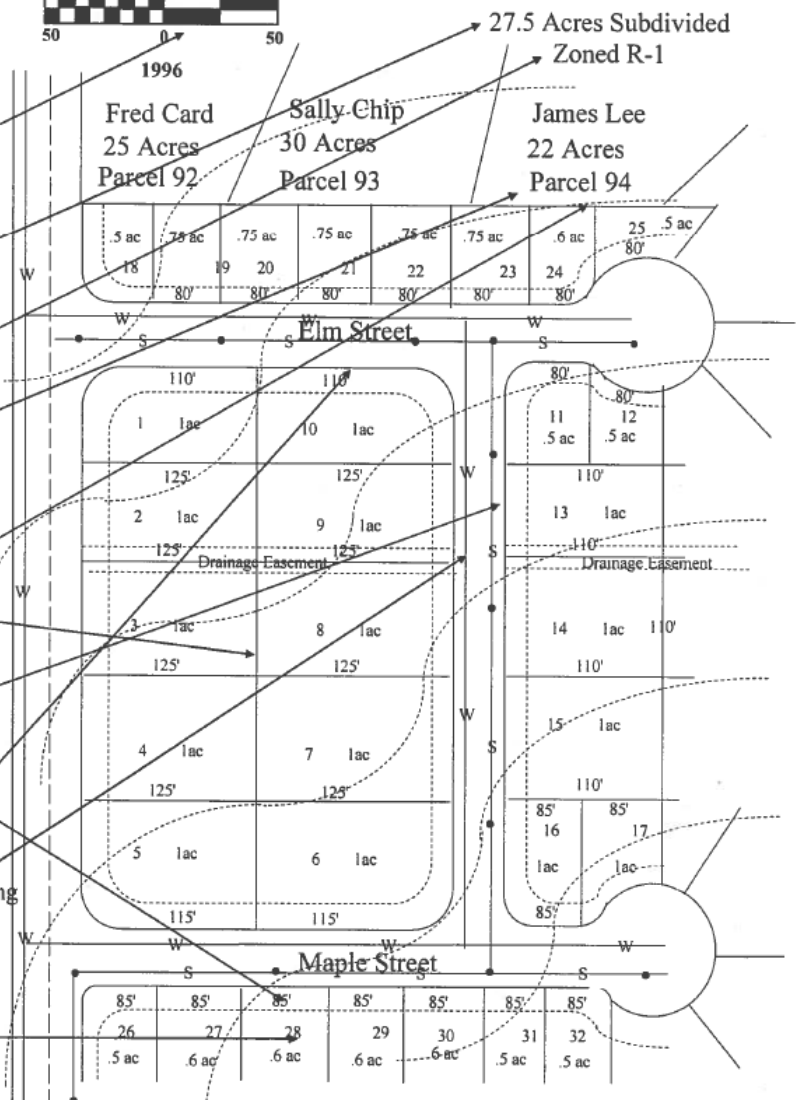 50 0 50
1996
27.5 Acres Subdivided
Zoned R-1
Fred Card
25 Acres
Parcel 92
Sally Chip
30 Acres
Parcel 93
James Lee
22 Acres
Parcel 94
.5 ac .75 ac .75 ac .75 ac .75 ac .75 ac .6 ac 25 .5 ac
80'
18 19 20 21 22 23 24
80' 80' 80' 80' 80' 80'
W
W W W
Elm Street
S S S
110' 110' 80'
80'
1 1ac 10 1ac 11 12
.5 ac .5 ac
125' 125' W 110'
2 1ac 9 1ac 13 1ac
125' 125' S 110'
Drainage Easement Drainage Easement
W
3 1ac 8 1ac 14 1ac 110'
125' 125' 110'
W
15 1ac
4 1ac 7 1ac S
125' 125' 110'
85' 85'
16 17
5 1ac 6 1ac 1ac 1ac
ng
115' 115' 85'
W W W W
Maple Street
S S S
85' 85' 85' 85' 85' 85' 85'
26 27 28 29 30 31 32
.5 ac .6 ac .6 ac .6 ac .6 ac .5 ac .5 ac